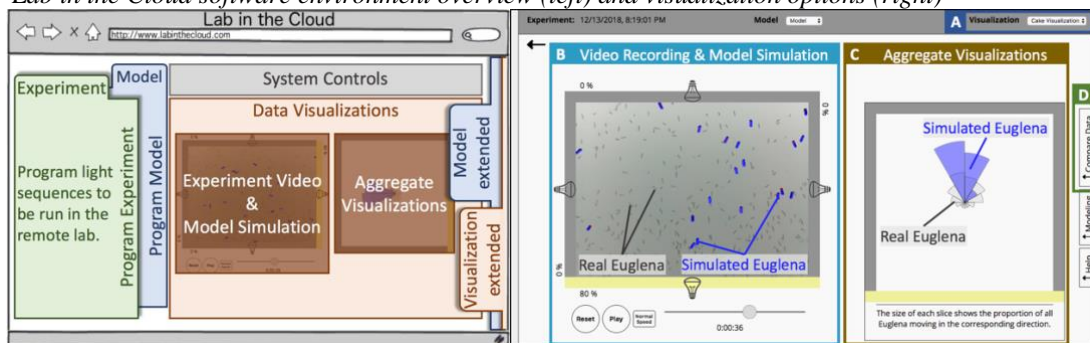 Lab in the Cloud software environment overview (left) and visualization options (right)
Lab in the Cloud
http://www.labinthecloud.com
Experiment
Program light
sequences to
be run in the
remote lab.
Program Experiment
Model
Program Model
System Controls
Data Visualizations
Experiment Video
&
Model Simulation
Aggregate
Visualizations
Model
extended
Visualization
extended
Experiment: 12/13/2018, 8:19:01 PM
Model
Model
A
Visualization
Cake Visualization
B Video Recording & Model Simulation
0 %
0 %
0 %
80 %
Real Euglena
Simulated Euglena
Reset
Play
Normal
Speed
0:00:36
C Aggregate Visualizations
Simulated Euglena
Real Euglena
The size of each slice shows the proportion of all
Euglena moving in the corresponding direction.
D
Compare Data
Modeling
Help